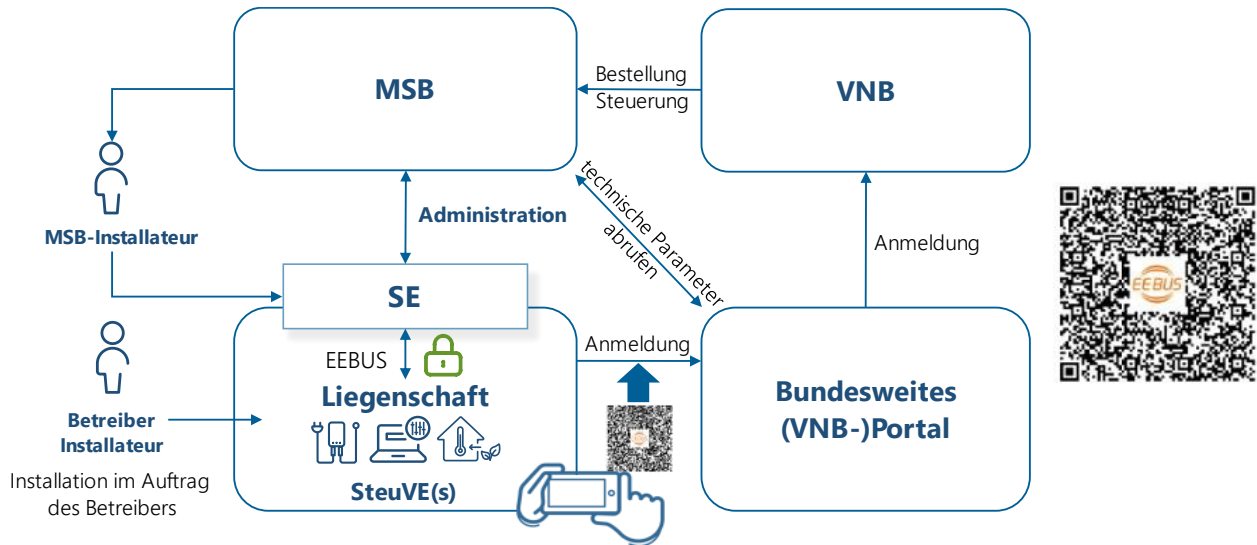 MSB
Bestellung
Steuerung
VNB
MSB-Installateur
Administration
technische Parameter
abrufen
Anmeldung
EEBUS
SE
EEBUS
Anmeldung
Liegenschaft
Betreiber
Installateur
Installation im Auftrag
des Betreibers
SteuVE(s)
Bundesweites
(VNB-)Portal